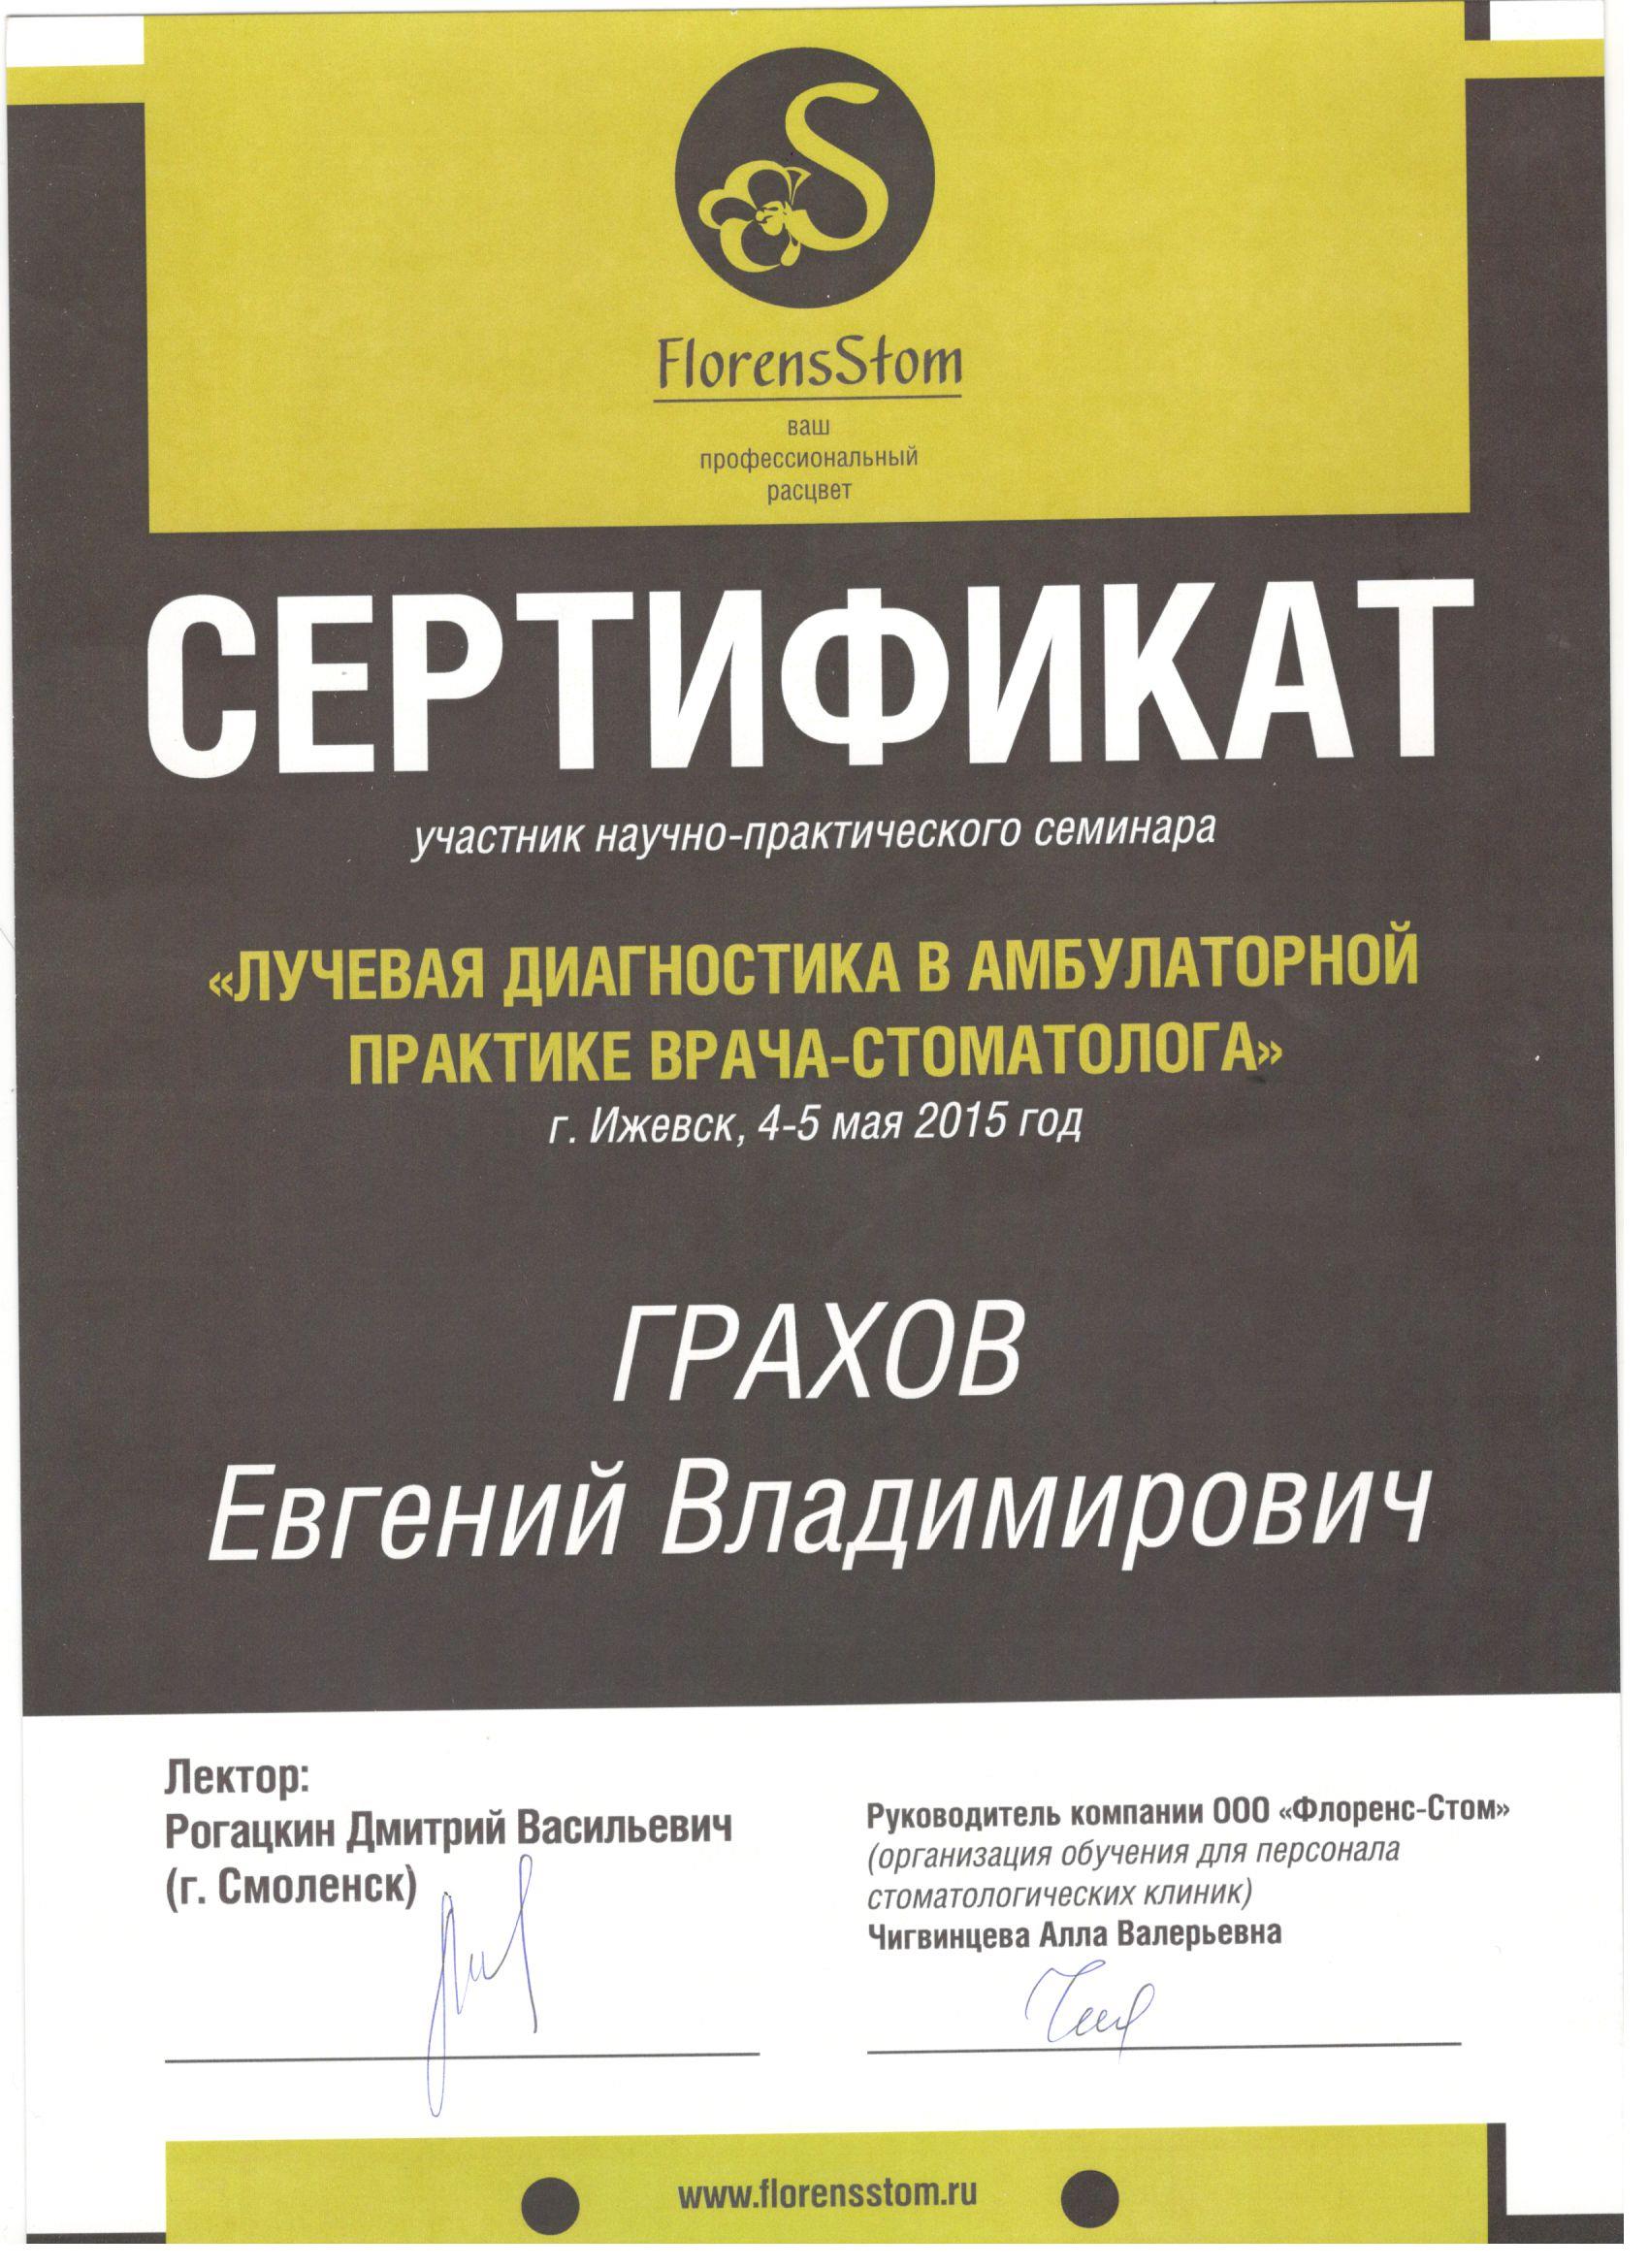 FlorensStom
ваш
профессиональный
расцвет
СЕРТИФИКАТ
участник научно-практического семинара
«ЛУЧЕВАЯ ДИАГНОСТИКА В АМБУЛАТОРНОЙ
ПРАКТИКЕ ВРАЧА-СТОМАТОЛОГА»
г. Ижевск, 4-5 мая 2015 год
ГРАХОВ
Евгений Владимирович
Лектор:
Рогацкин Дмитрий Васильевич
(г. Смоленск)
Руководитель компании ООО «Флоренс-Стом»
(организация обучения для персонала
стоматологических клиник)
Чигвинцева Алла Валерьевна
www.florensstom.ru